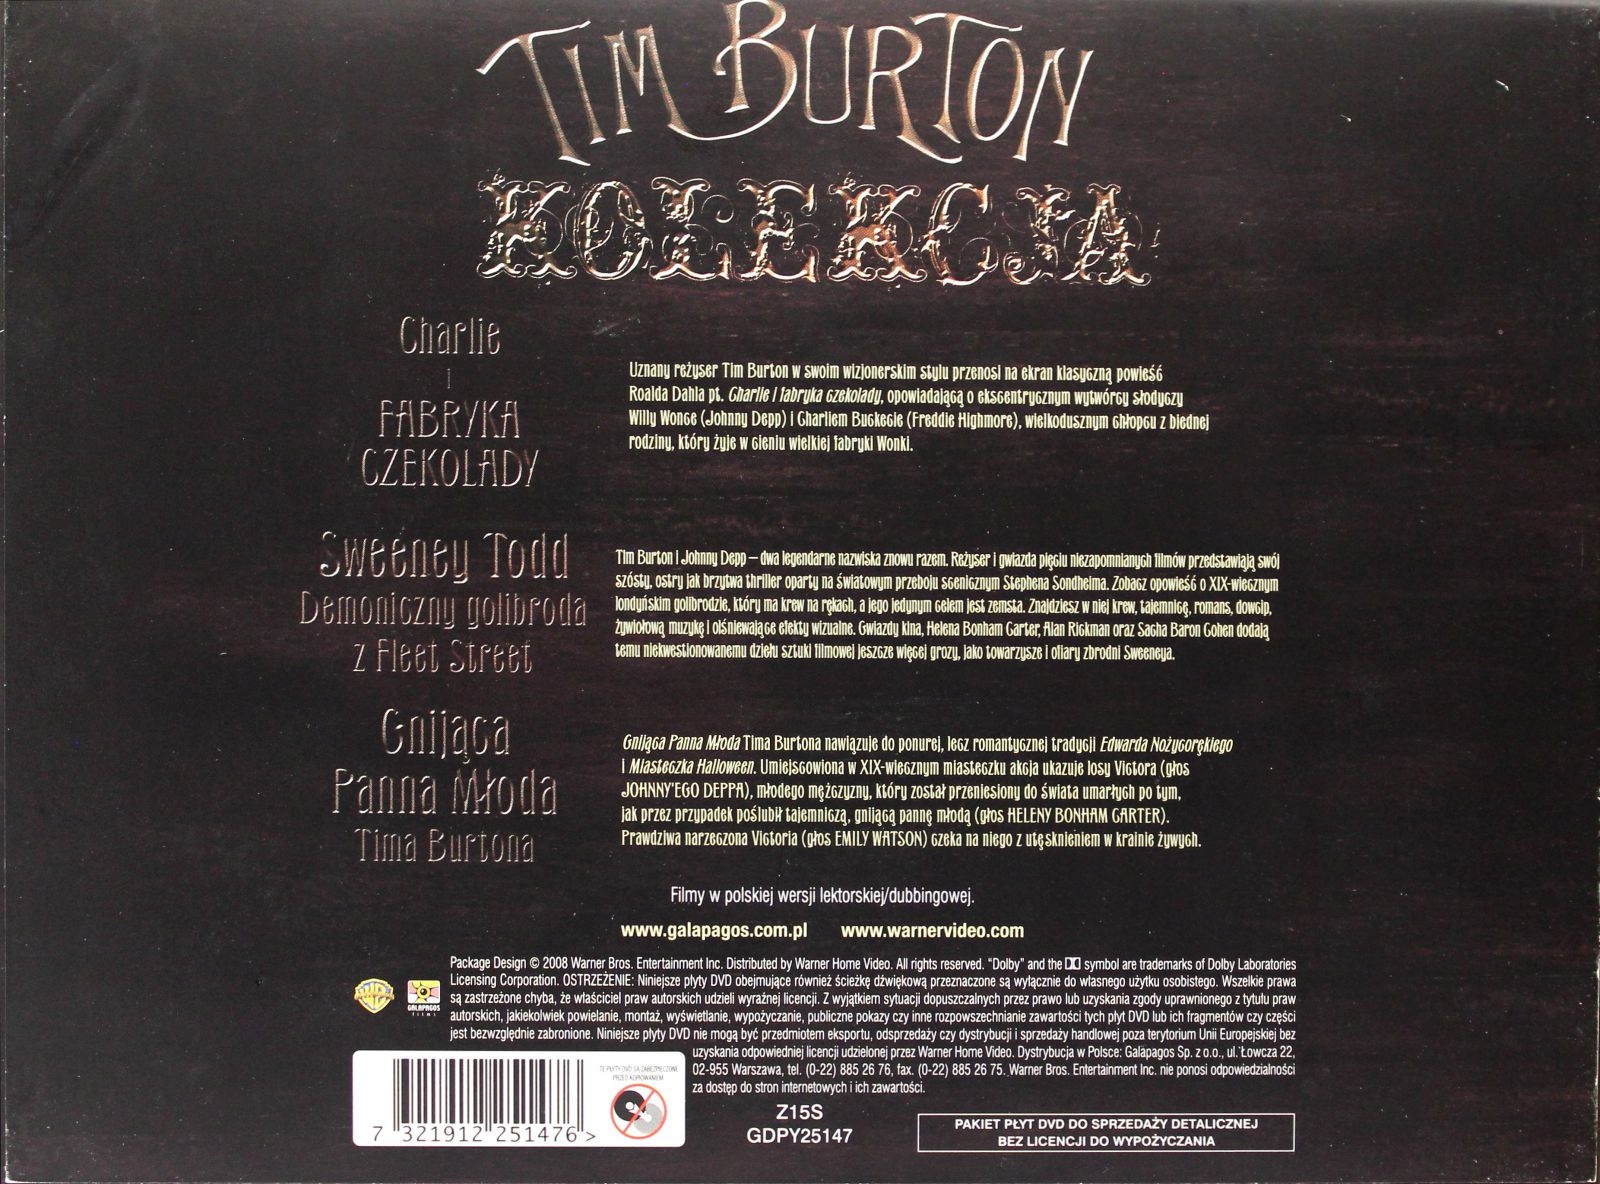 TIM BURTON
KOLEKCJA
Charlie
i
FABRYKA
CZEKOLADY
Uznany reżyser Tim Burton w swoim wizjonerskim stylu przenosi na ekran klasyczną powieść
Roalda Dahla pt. Charlie i fabryka czekolady, opowiadającą o ekscentrycznym wytwórcy słodyczy
Willy Wonce (Johnny Depp) i Charliem Buckecie (Freddie Highmore), wielkodusznym chłopcu z biednej
rodziny, który żyje w cieniu wielkiej fabryki Wonki.
Sweeney Todd
Demoniczny golibroda
z Fleet Street
Tim Burton i Johnny Depp – dwa legendarne nazwiska znowu razem. Reżyser i gwiazda pięciu niezapomnianych filmów przedstawiają swój
szósty, ostry jak brzytwa thriller oparty na światowym przeboju scenicznym Stephena Sondheima. Zobacz opowieść o XIX-wiecznym
londyńskim golibrodzie, który ma krew na rękach, a jego jedynym celem jest zemsta. Znajdziesz w niej krew, tajemnicę, romans, dowcip,
żywiołową muzykę i olśniewające efekty wizualne. Gwiazdy kina, Helena Bonham Carter, Alan Rickman oraz Sacha Baron Cohen dodają
temu niekwestionowanemu dziełu sztuki filmowej jeszcze więcej grozy, jako towarzysze i ofiary zbrodni Sweeneya.
Gnijąca
Panna Młoda
Tima Burtona
Gnijąca Panna Młoda Tima Burtona nawiązuje do ponurej, lecz romantycznej tradycji Edwarda Nożycorękiego
i Miasteczka Halloween. Umiejscowiona w XIX-wiecznym miasteczku akcja ukazuje losy Victora (głos
JOHNNY'EGO DEPPA), młodego mężczyzny, który został przeniesiony do świata umarłych po tym,
jak przez przypadek poślubił tajemniczą, gnijącą pannę młodą (głos HELENY BONHAM CARTER).
Prawdziwa narzeczona Victoria (głos EMILY WATSON) czeka na niego z utęsknieniem w krainie żywych.
Filmy w polskiej wersji lektorskiej/dubbingowej.
www.galapagos.com.pl www.warnervideo.com
Package Design © 2008 Warner Bros. Entertainment Inc. Distributed by Warner Home Video. All rights reserved. "Dolby" and the symbol are trademarks of Dolby Laboratories
Licensing Corporation. OSTRZEŻENIE: Niniejsze płyty DVD obejmujące również ścieżkę dźwiękową przeznaczone są wyłącznie do własnego użytku osobistego. Wszelkie prawa
są zastrzeżone chyba, że właściciel praw autorskich udzieli wyraźnej licencji. Z wyjątkiem sytuacji dopuszczalnych przez prawo lub uzyskania zgody uprawnionego z tytułu praw
autorskich, jakiekolwiek powielanie, montaż, wyświetlanie, wypożyczanie, publiczne pokazy czy inne rozpowszechnianie zawartości tych płyt DVD lub ich fragmentów czy części
jest bezwzględnie zabronione. Niniejsze płyty DVD nie mogą być przedmiotem eksportu, odsprzedaży czy dystrybucji i sprzedaży handlowej poza terytorium Unii Europejskiej bez
uzyskania odpowiedniej licencji udzielonej przez Warner Home Video. Dystrybucja w Polsce: Galapagos Sp. z o.o., ul. Łowcza 22,
02-955 Warszawa, tel. (0-22) 885 26 76, fax. (0-22) 885 26 75. Warner Bros. Entertainment Inc. nie ponosi odpowiedzialności
za dostęp do stron internetowych i ich zawartości.
WB
GALAPAGOS
films
TE PŁYTY DVD SĄ ZABEZPIECZONE
PRZED KOPIOWANIEM
7 321912 251476 >
Z15S
GDPY25147
PAKIET PŁYT DVD DO SPRZEDAŻY DETALICZNEJ
BEZ LICENCJI DO WYPOŻYCZANIA